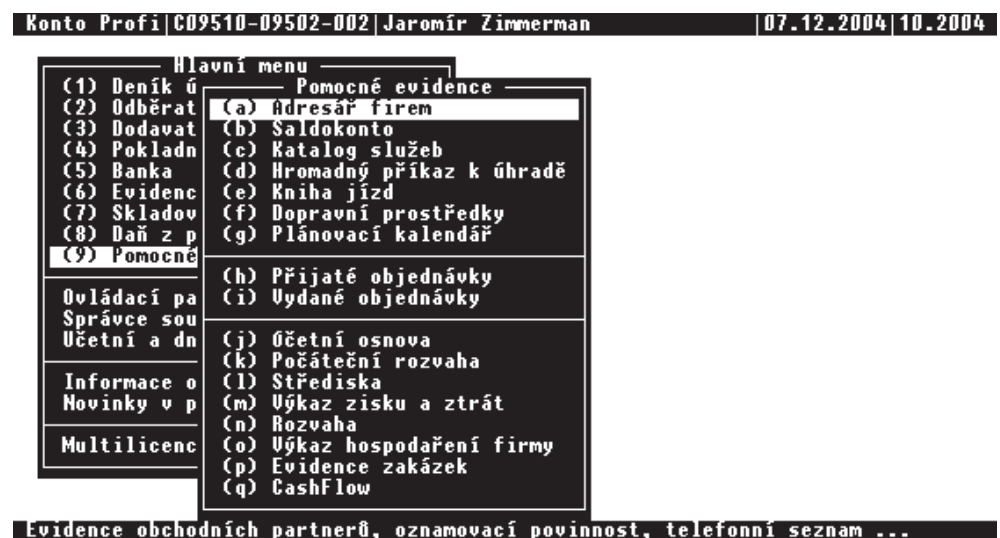 Konto Profi|C09510-09502-002|Jaromír Zimmerman |07.12.2004|10.2004
Hlavní menu
(1) Deník ú
(2) Odběrat
(3) Dodavat
(4) Pokladn
(5) Banka
(6) Evidenc
(7) Skladov
(8) Daň z p
(9) Pomocné
Ovládací pa
Správce sou
Účetní a dn
Informace o
Novinky v p
Multilicenc
Pomocné evidence
(a) Adresář firem
(b) Saldokonto
(c) Katalog služeb
(d) Hromadný příkaz k úhradě
(e) Kniha jízd
(f) Dopravní prostředky
(g) Plánovací kalendář
(h) Přijaté objednávky
(i) Vydané objednávky
(j) Účetní osnova
(k) Počáteční rozvaha
(l) Střediska
(m) Výkaz zisku a ztrát
(n) Rozvaha
(o) Výkaz hospodaření firmy
(p) Evidence zakázek
(q) CashFlow
Evidence obchodních partnerů, oznamovací povinnost, telefonní seznam ...